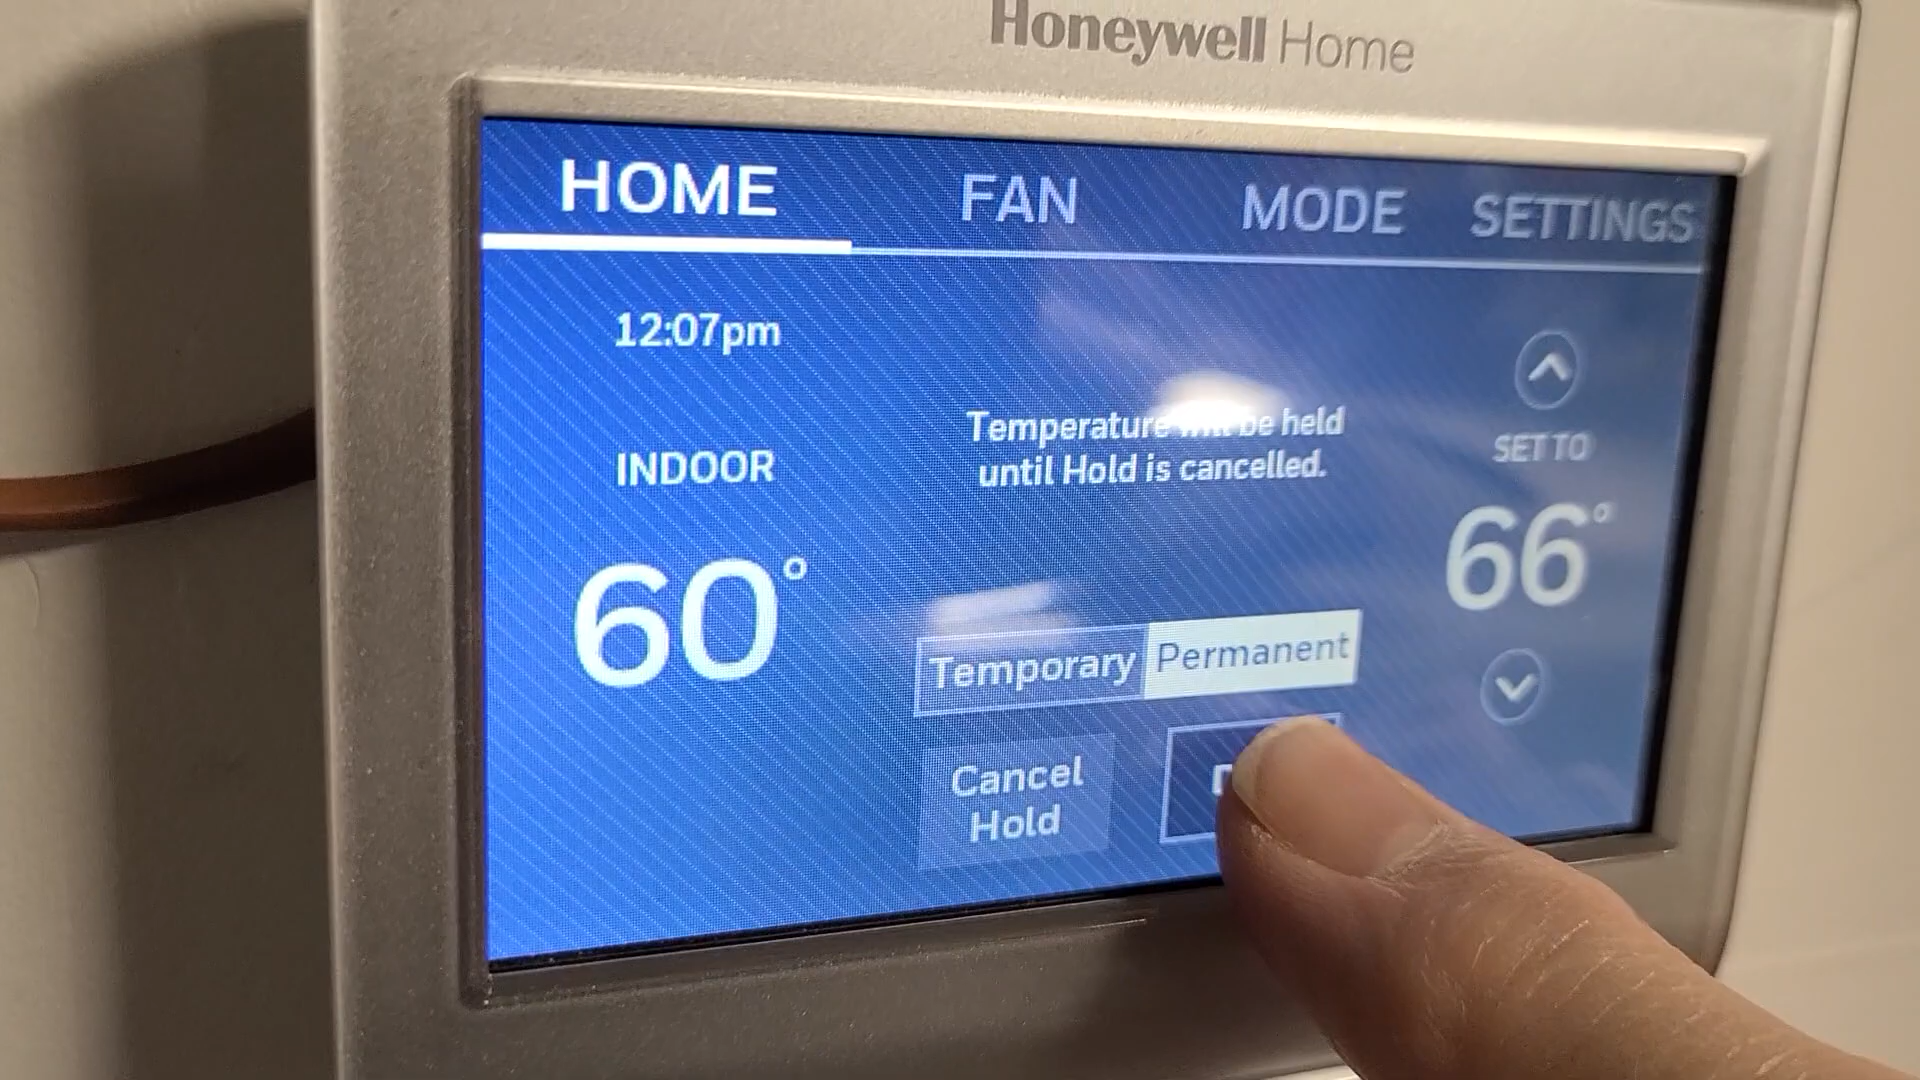 Honeywell Home
HOME FAN MODE SETTINGS
12:07pm
Temperature will be held
until Hold is cancelled.
INDOOR
60°
SET TO
66°
Temporary Permanent
Cancel
Hold